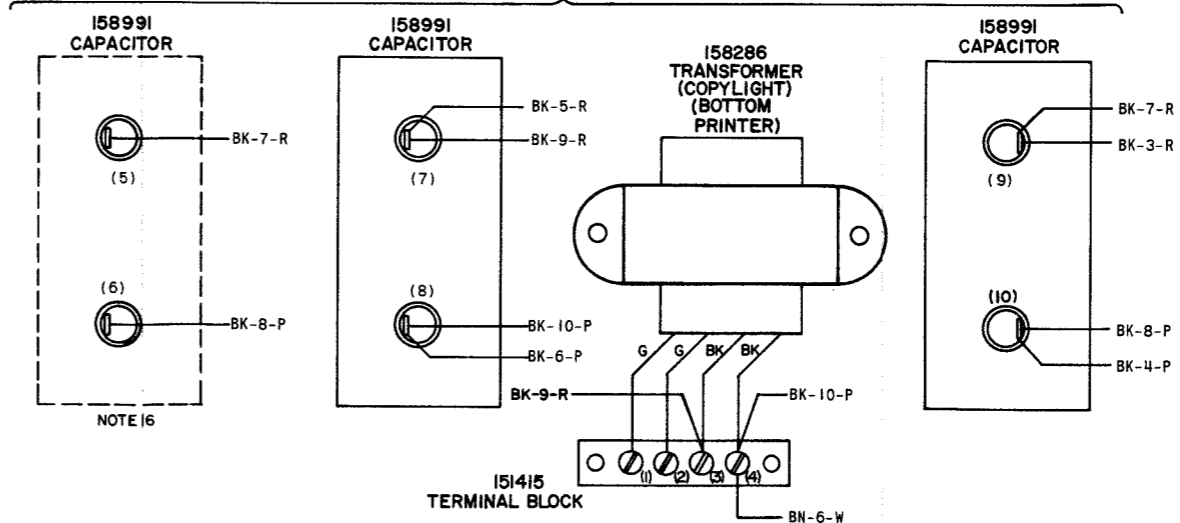 158991
CAPACITOR
BK-7-R
(5)
(6)
BK-8-P
NOTE 16
158991
CAPACITOR
BK-5-R
BK-9-R
(7)
(8)
BK-10-P
BK-6-P
158286
TRANSFORMER
(COPYLIGHT)
(BOTTOM
PRINTER)
G G BK BK
BK-9-R
BK-10-P
(1) (2) (3) (4)
151415
TERMINAL BLOCK
BN-6-W
158991
CAPACITOR
BK-7-R
BK-3-R
(9)
(10)
BK-8-P
BK-4-P